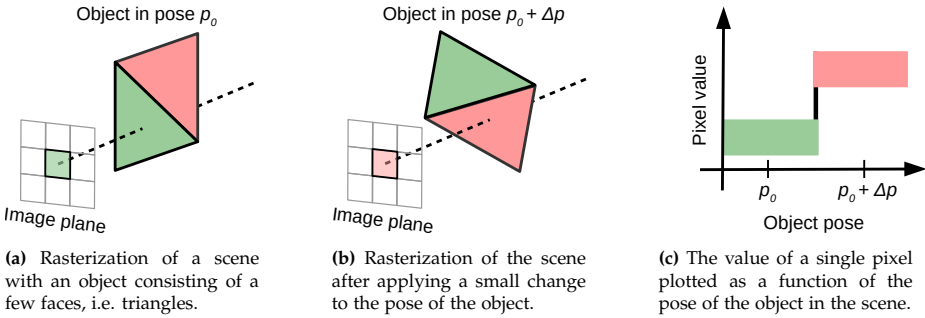 Object in pose p₀
Image plane
(a) Rasterization of a scene
with an object consisting of a
few faces, i.e. triangles.
Object in pose p₀ + Δp
Image plane
(b) Rasterization of the scene
after applying a small change
to the pose of the object.
Pixel value
p₀
p₀ + Δp
Object pose
(c) The value of a single pixel
plotted as a function of the
pose of the object in the scene.